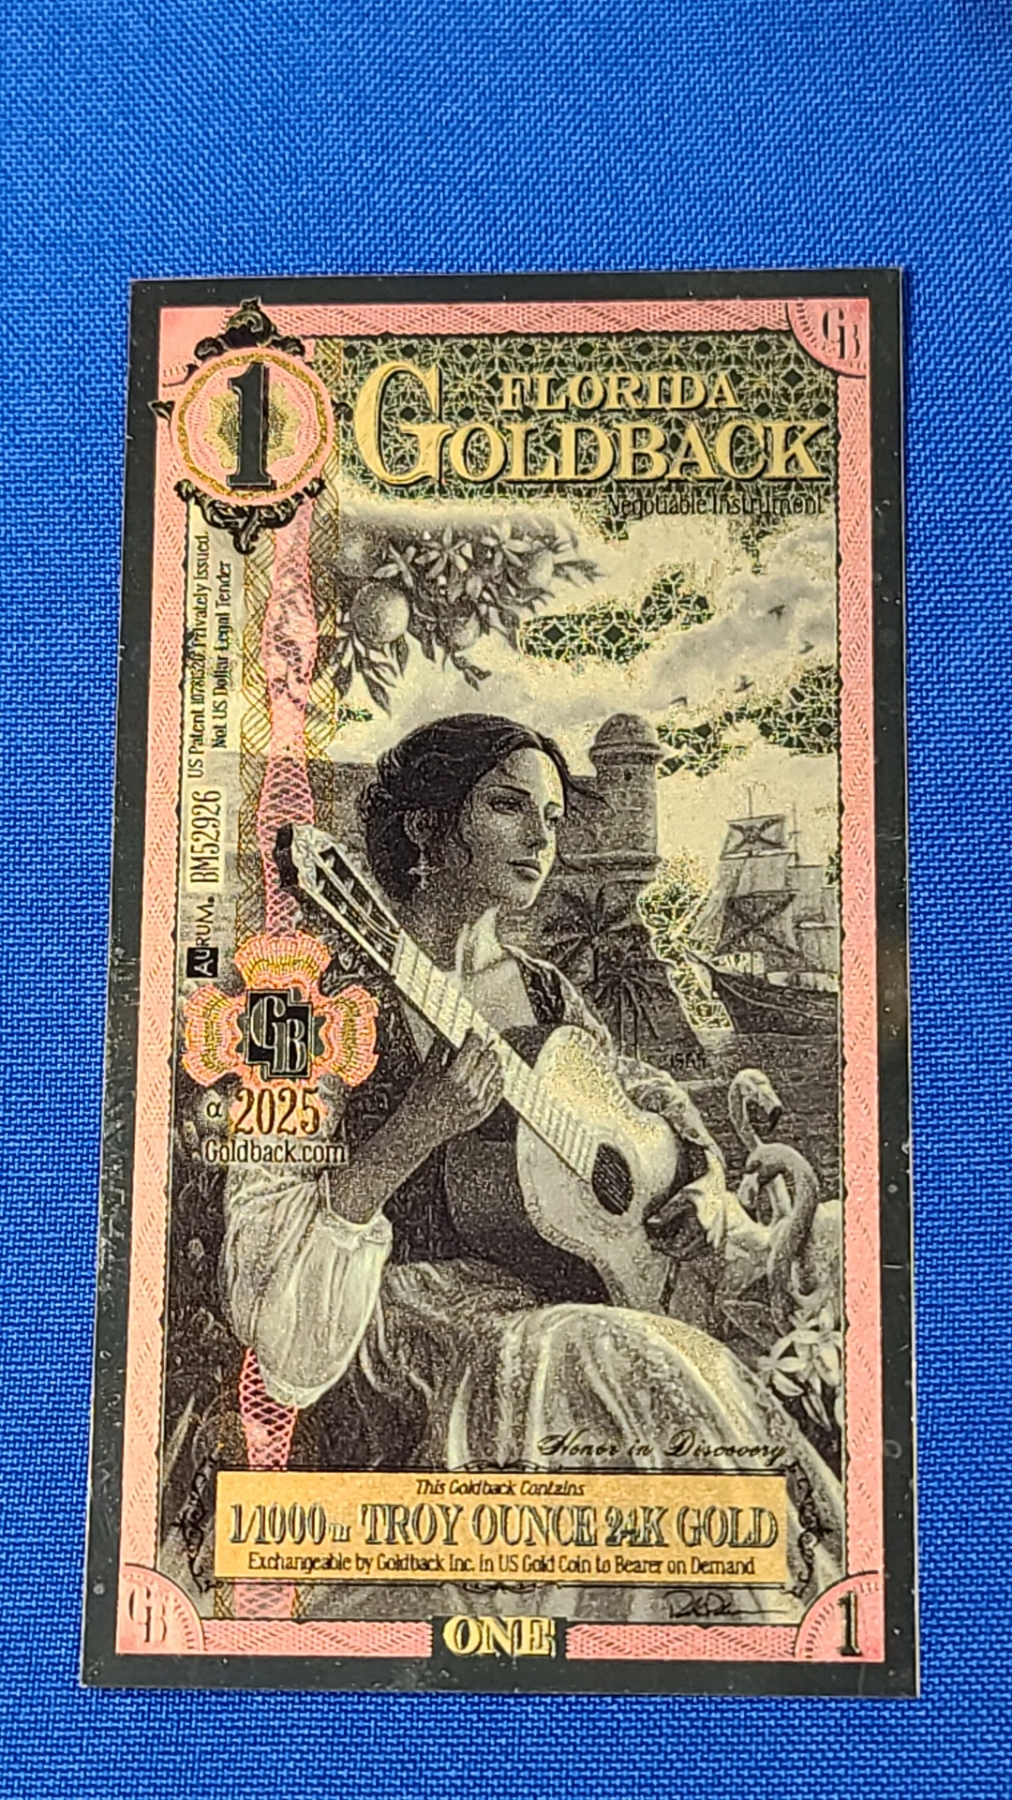 GB
1
FLORIDA
GOLDBACK
Negotiable Instrument
US Patent Privately Issued.
Not US Dollar Legal Tender
BM52926
AURUM.
GB
α 2025
Goldback.com
1565
Honor in Discovery
This Goldback Contains
1/1000TH TROY OUNCE 24K GOLD
Exchangeable by Goldback Inc. in US Gold Coin to Bearer on Demand
GB
ONE
1